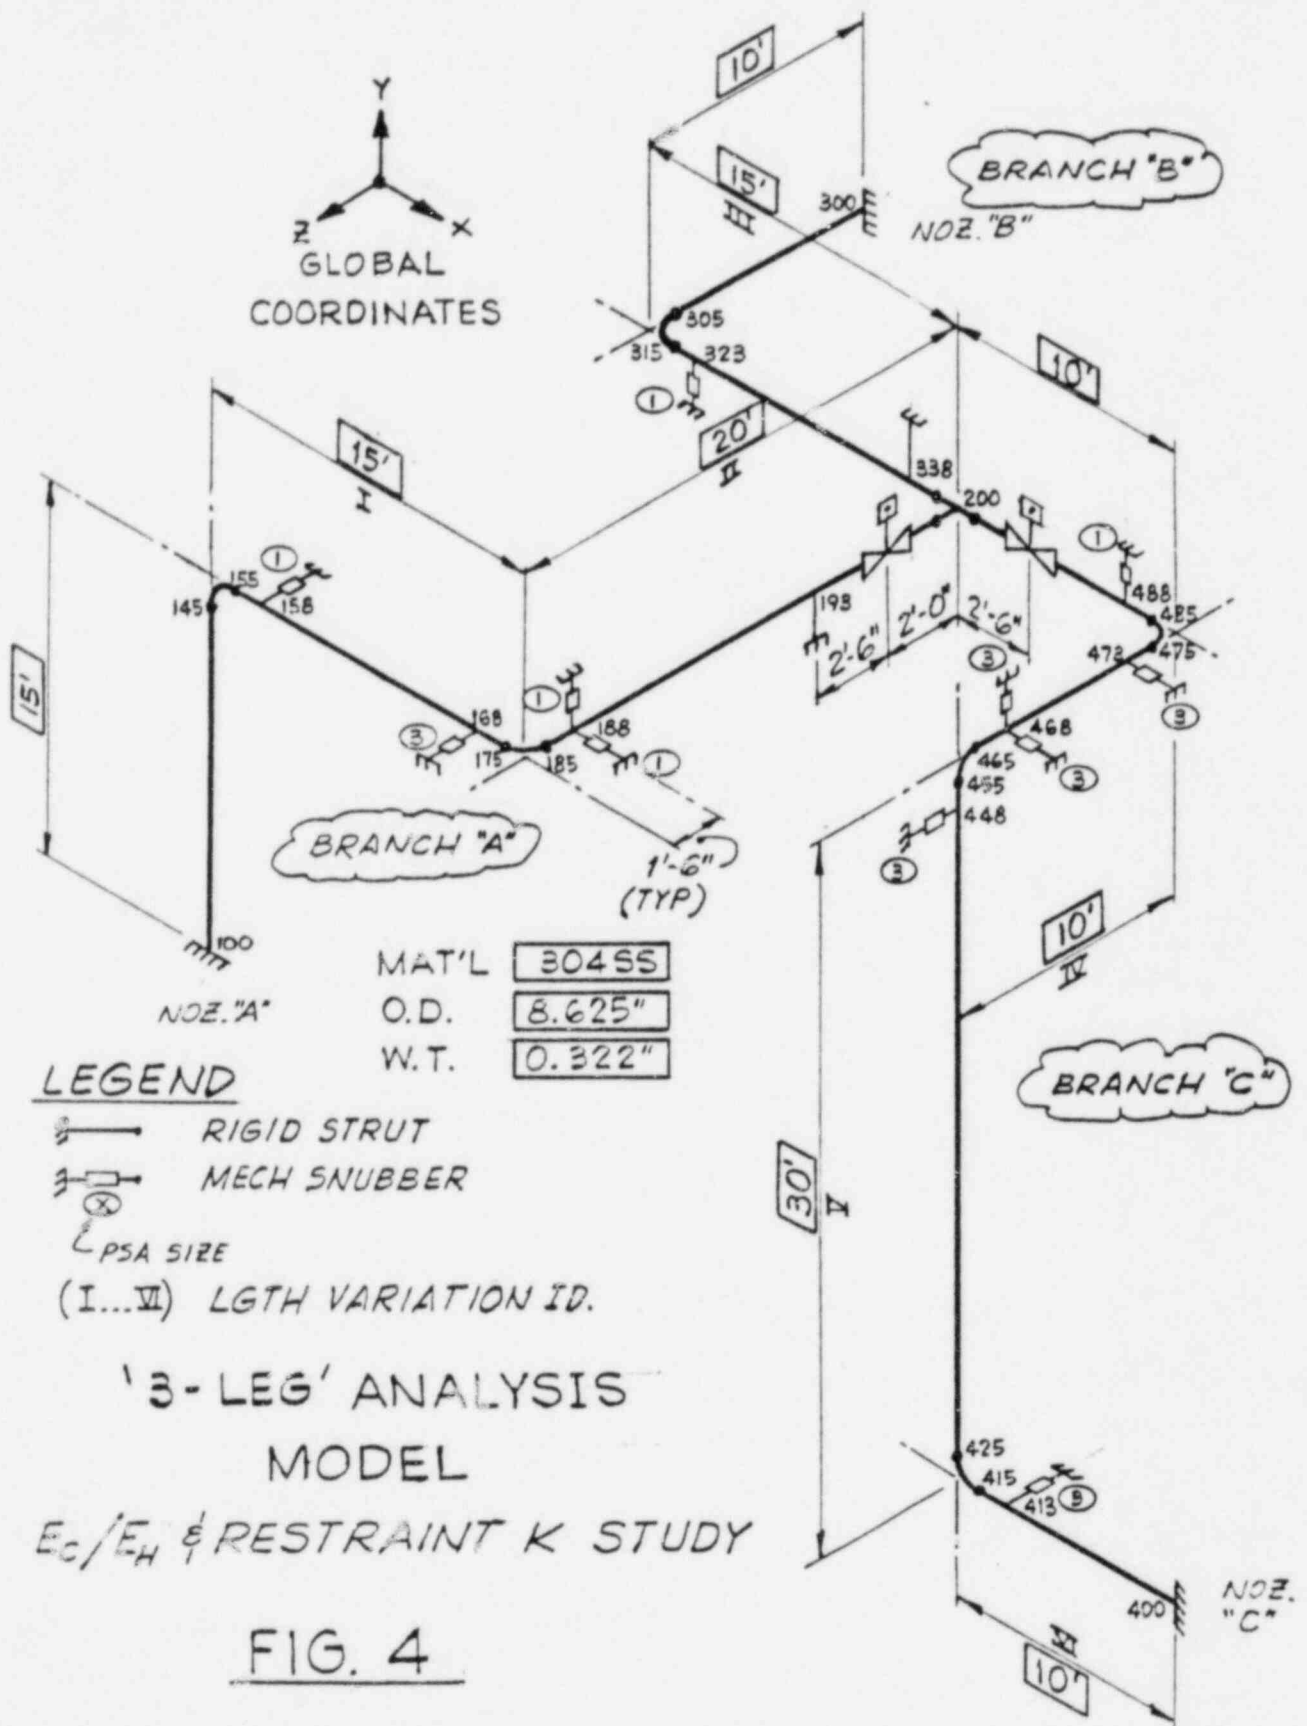 10'
Y
Z
X
GLOBAL
COORDINATES
BRANCH "B"
15'
III
300
NOZ. "B"
305
315
323
1
10'
15'
I
20'
II
338
200
1
488
485
475
472
3
155
1
158
145
15'
193
2'-6"
2'-0"
2'-6"
3
468
465
3
455
448
3
168
3
175
185
1
188
1
BRANCH "A"
1'-6"
(TYP)
100
NOZ. "A"
MAT'L 304SS
O.D. 8.625"
W.T. 0.322"
10'
IV
BRANCH "C"
LEGEND
RIGID STRUT
MECH SNUBBER
X
PSA SIZE
(I...VI) LGTH VARIATION ID.
30'
V
'3-LEG' ANALYSIS
MODEL
EC/EH & RESTRAINT K STUDY
FIG. 4
425
415
413
3
400
NOZ.
"C"
VI
10'